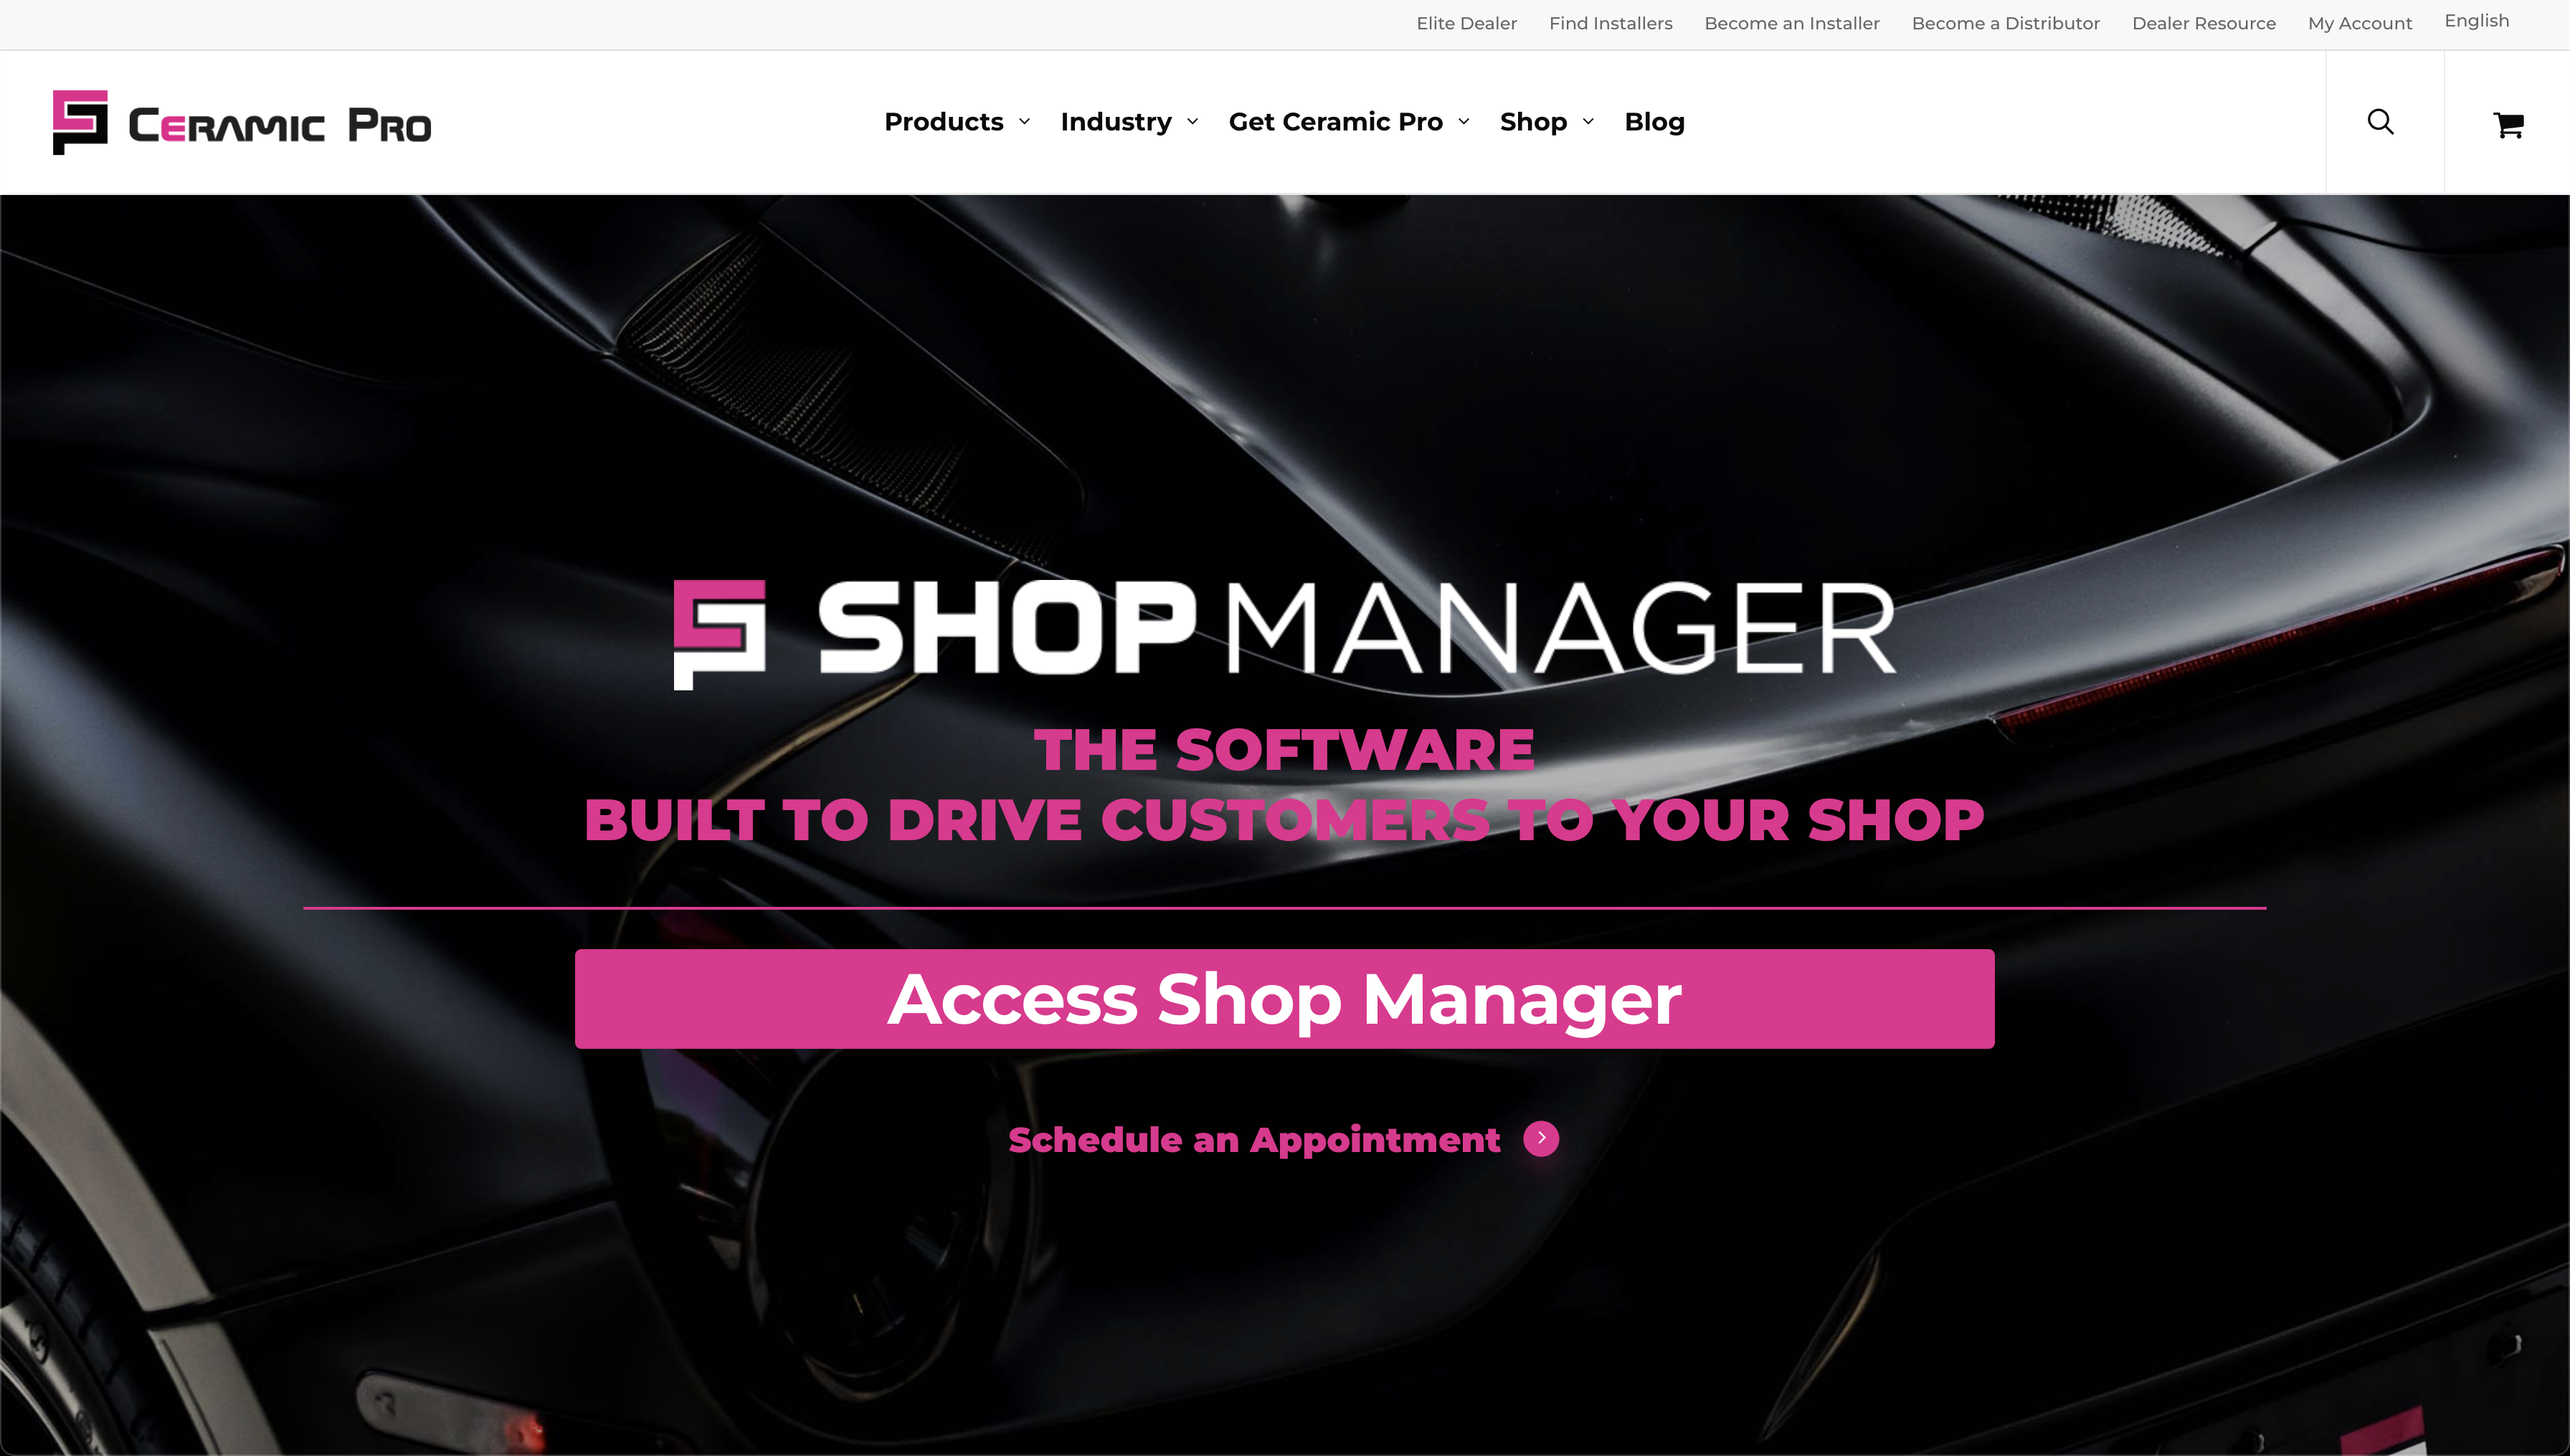 Elite Dealer Find Installers Become an Installer Become a Distributor Dealer Resource My Account English
CERAMIC PRO
Products Industry Get Ceramic Pro Shop Blog
SHOP MANAGER
THE SOFTWARE
BUILT TO DRIVE CUSTOMERS TO YOUR SHOP
Access Shop Manager
Schedule an Appointment